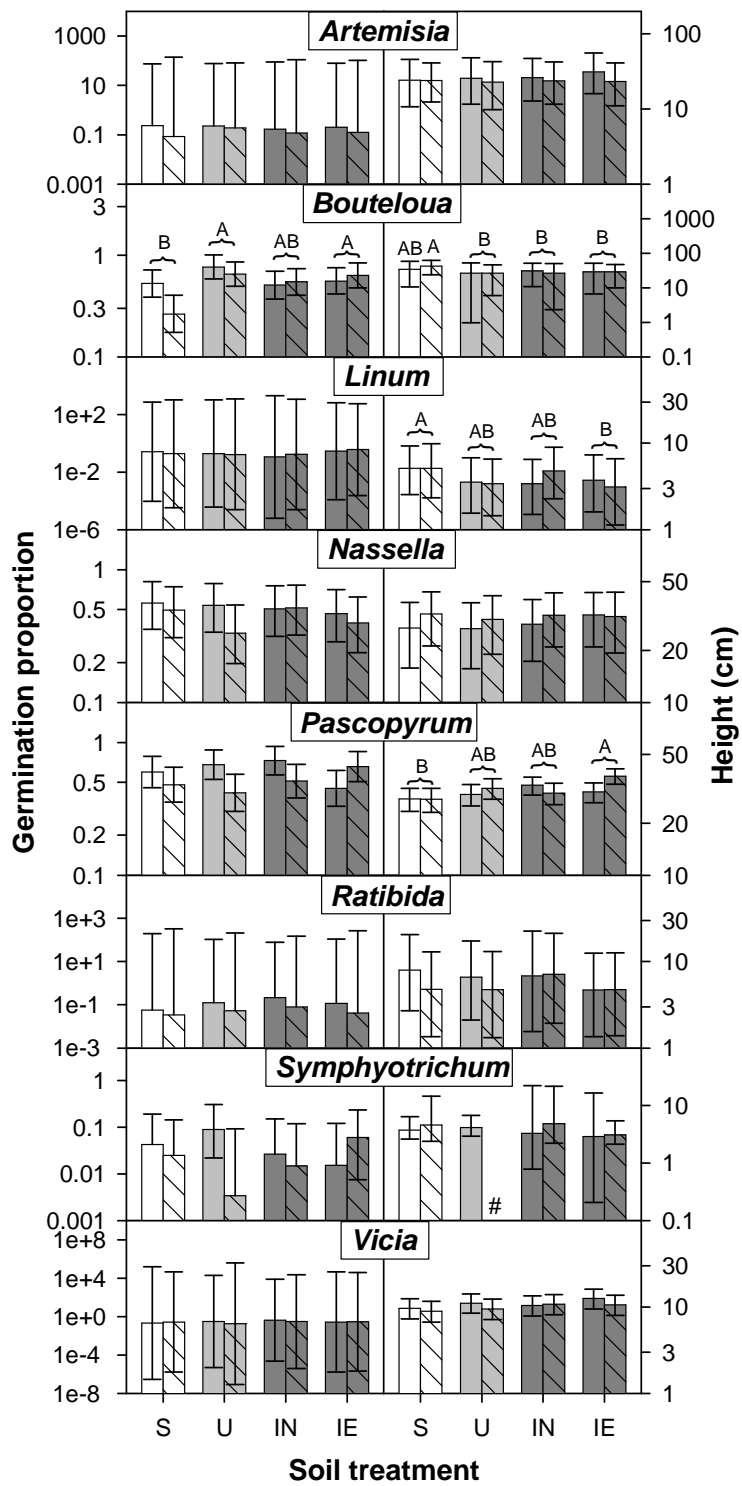 Artemisia
1000
10
0.1
0.001
100
10
1
Bouteloua
3
1
0.3
0.1
B
A
AB
A
AB A
B
B
B
1000
100
10
1
0.1
Linum
1e+2
1e-2
1e-6
A
AB
AB
B
30
10
3
1
Nassella
1
0.5
0.2
0.1
50
20
10
Pascopyrum
1
0.5
0.2
0.1
B
AB
AB
A
50
20
10
Ratibida
1e+3
1e+1
1e-1
1e-3
30
10
3
1
Symphyotrichum
1
0.1
0.01
0.001
#
10
1
0.1
Vicia
1e+8
1e+4
1e+0
1e-4
1e-8
30
10
3
1
S U IN IE S U IN IE
Soil treatment
Germination proportion
Height (cm)